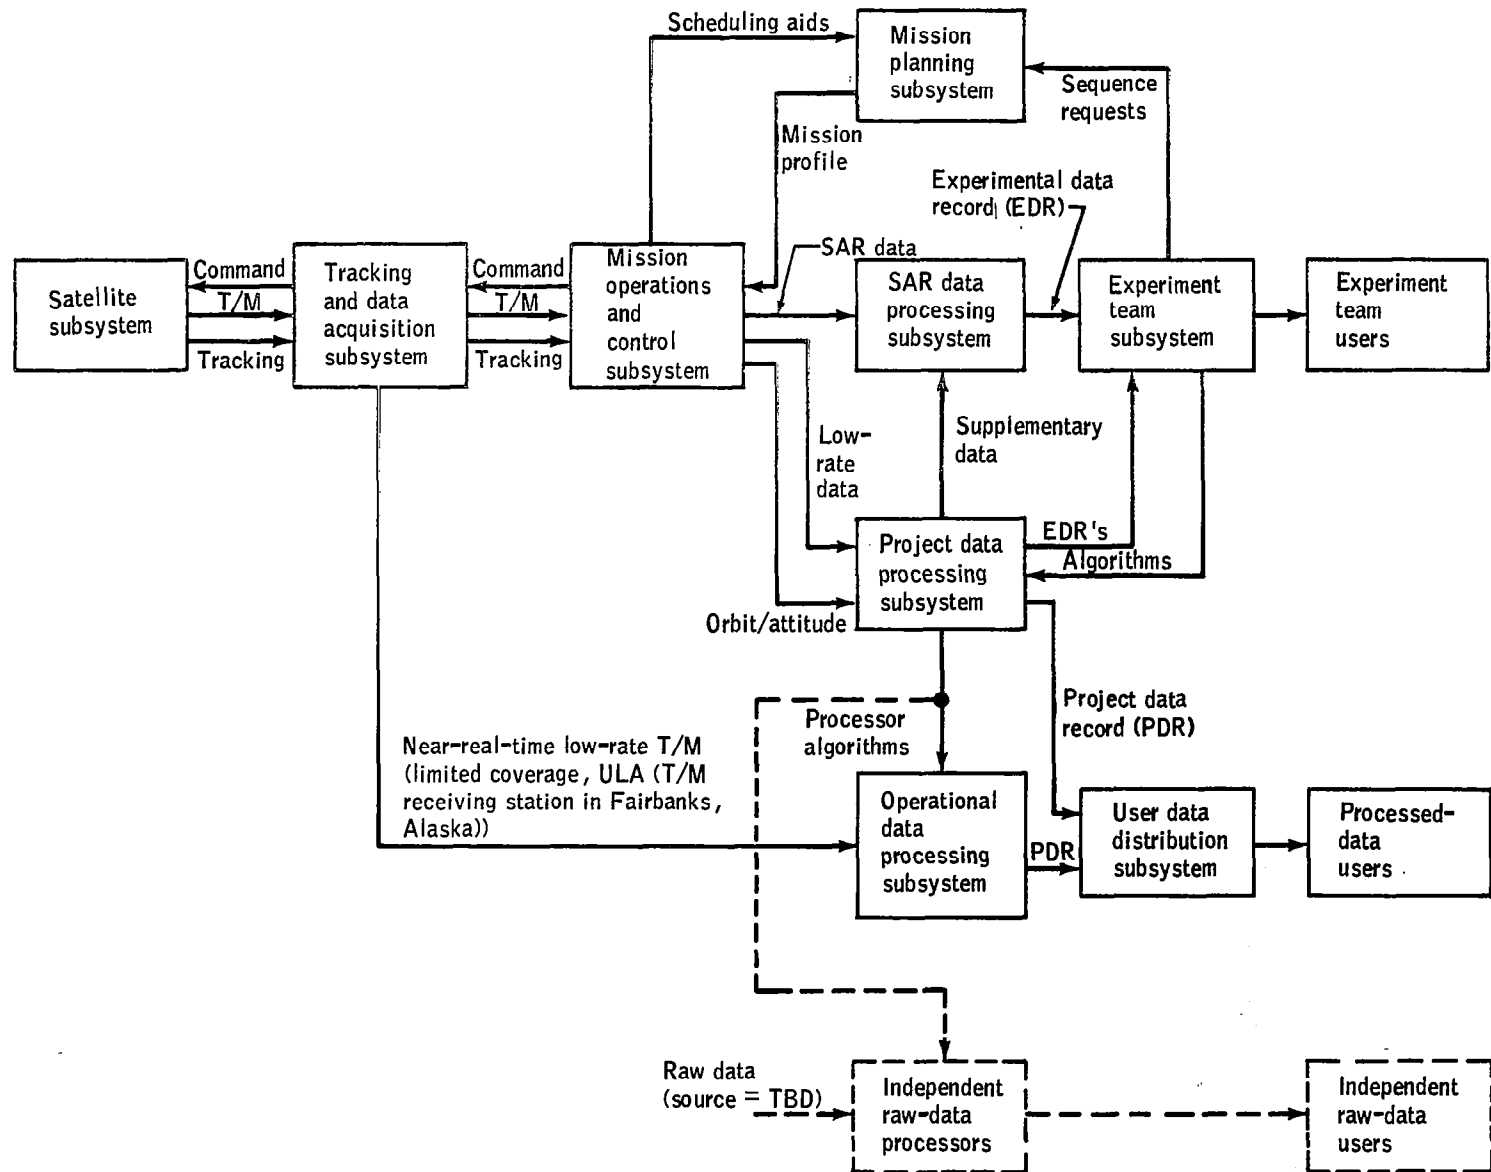 Scheduling aids
Mission
planning
subsystem
Sequence
requests
Mission
profile
Experimental data
record (EDR)
SAR data
Satellite
subsystem
Command
T/M
Tracking
Tracking
and data
acquisition
subsystem
Command
T/M
Tracking
Mission
operations
and
control
subsystem
SAR data
processing
subsystem
Experiment
team
subsystem
Experiment
team
users
Low-
rate
data
Supplementary
data
Project data
processing
subsystem
EDR's
Algorithms
Orbit/attitude
Processor
algorithms
Project data
record (PDR)
Near-real-time low-rate T/M
(limited coverage, ULA (T/M
receiving station in Fairbanks,
Alaska))
Operational
data
processing
subsystem
PDR
User data
distribution
subsystem
Processed-
data
users
Raw data
(source = TBD)
Independent
raw-data
processors
Independent
raw-data
users